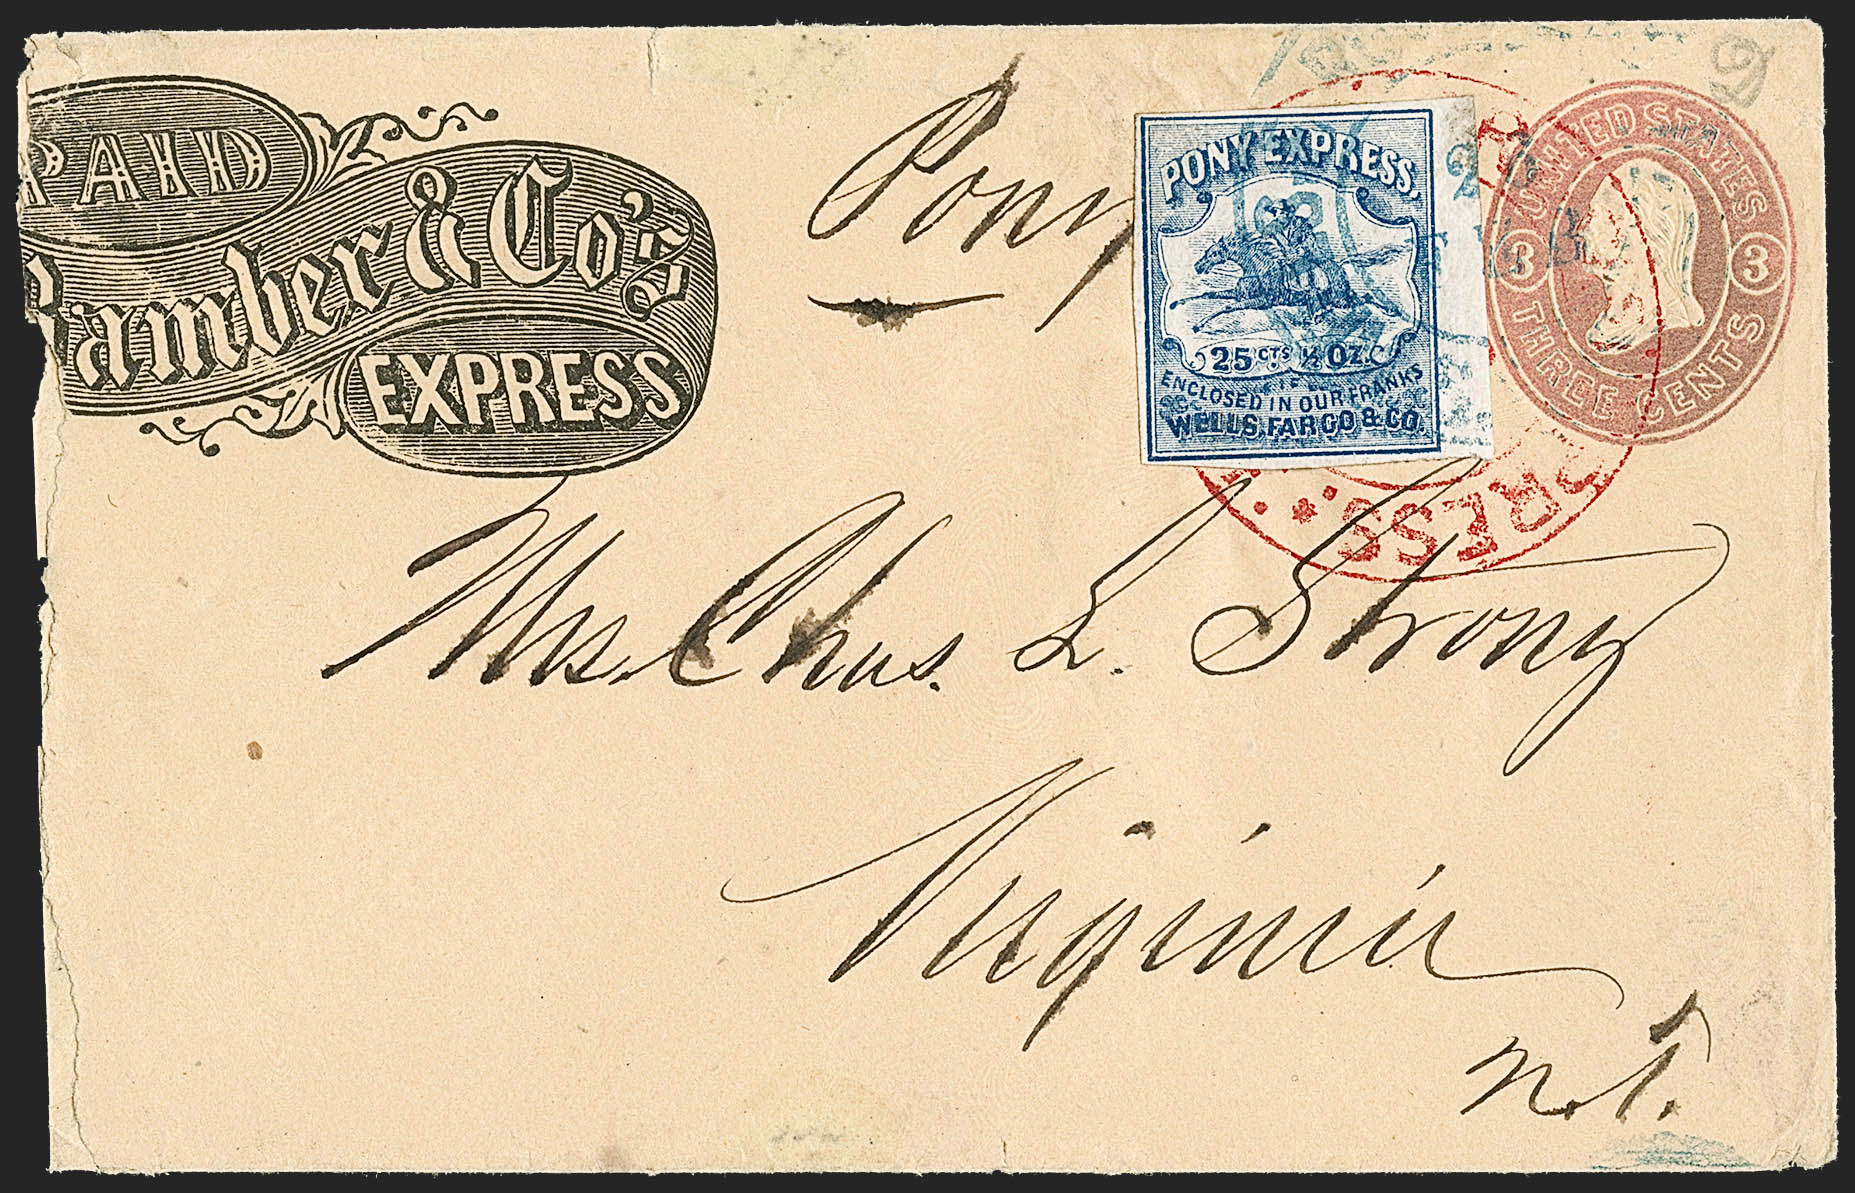 PAID
Bamber & Co's
EXPRESS
Pony
PONY EXPRESS.
25 CTS. ½ OZ.
ENCLOSED IN OUR FRANKS
WELLS, FARGO & CO.
UNITED STATES
3 3
THREE CENTS
Mrs. Chas. L. Strong
Virginia
N.T.